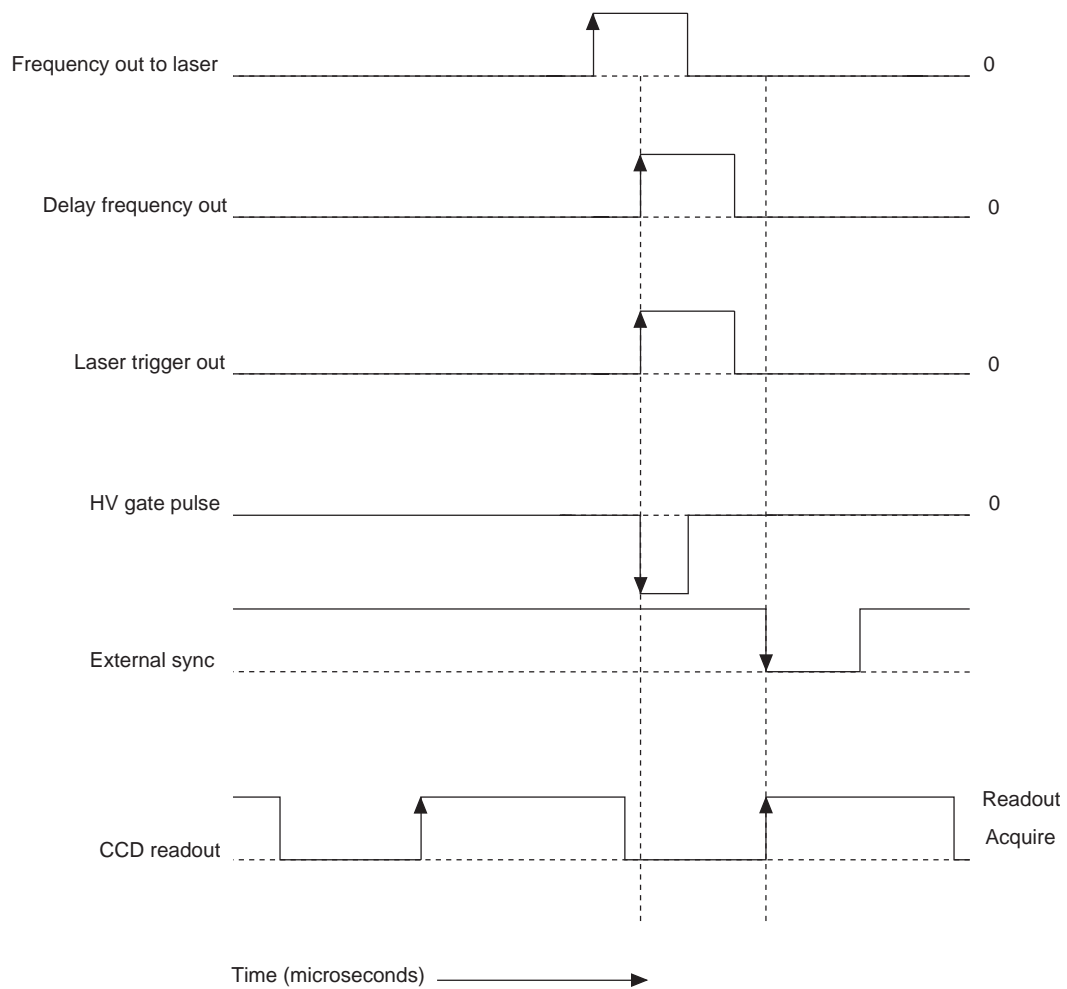 Frequency out to laser
0
Delay frequency out
0
Laser trigger out
0
HV gate pulse
0
External sync
Readout
Acquire
CCD readout
Time (microseconds)